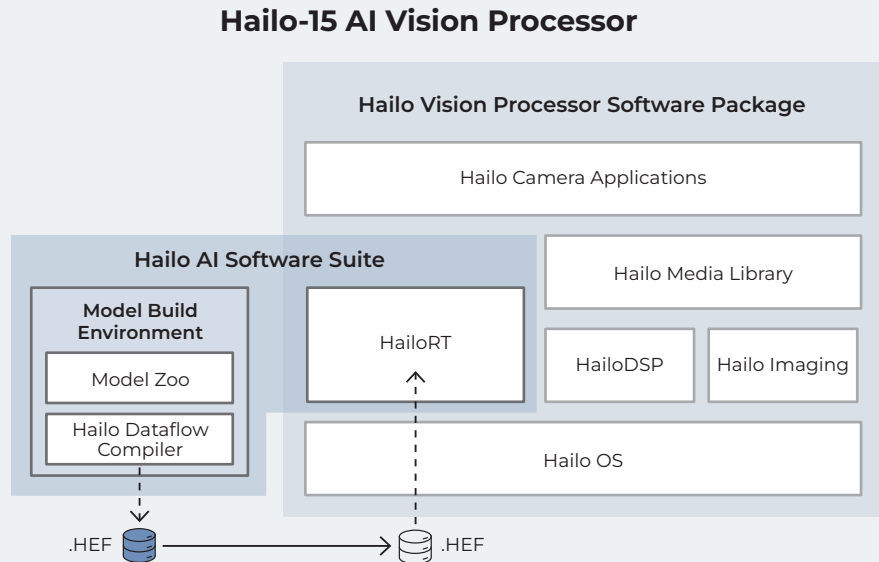 Hailo-15 AI Vision Processor
Hailo Vision Processor Software Package
Hailo Camera Applications
Hailo AI Software Suite
Hailo Media Library
Model Build
Environment
Model Zoo
Hailo Dataflow
Compiler
HailoRT
HailoDSP
Hailo Imaging
Hailo OS
.HEF
.HEF